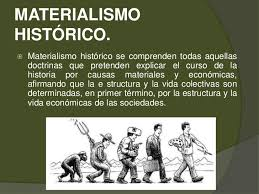 MATERIALISMO
HISTÓRICO.
Materialismo histórico se comprenden todas aquellas
doctrinas que pretenden explicar el curso de la
historia por causas materiales y económicas,
afirmando que la e structura y la vida colectivas son
determinadas, en primer término, por la estructura y la
vida económicas de las sociedades.